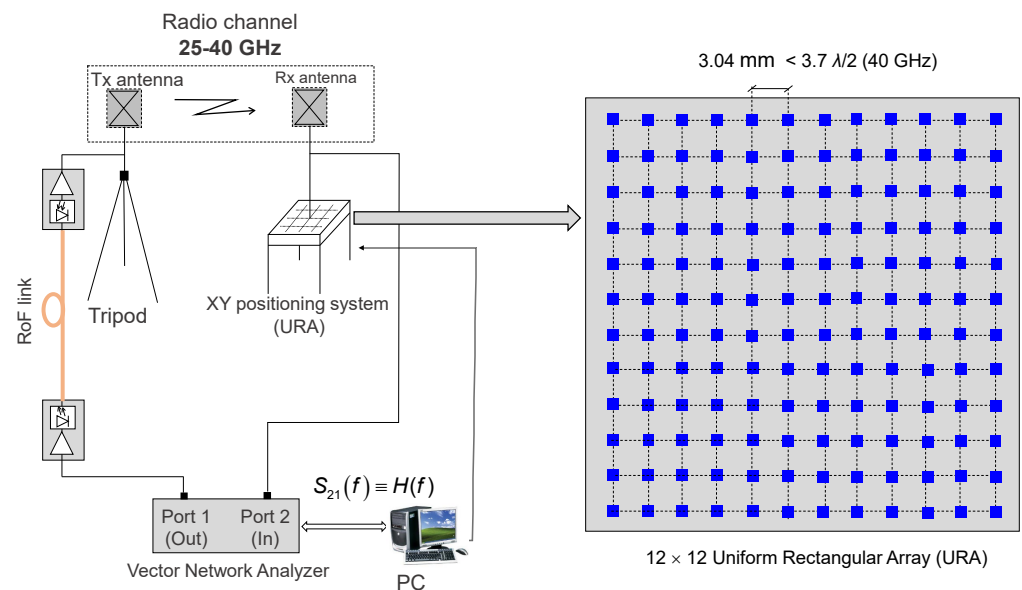 Radio channel
25-40 GHz
Tx antenna
Rx antenna
RoF link
Tripod
XY positioning system
(URA)
S21(f) ≡ H(f)
Port 1
(Out)
Port 2
(In)
Vector Network Analyzer
PC
3.04 mm < 3.7 λ/2 (40 GHz)
12 × 12 Uniform Rectangular Array (URA)